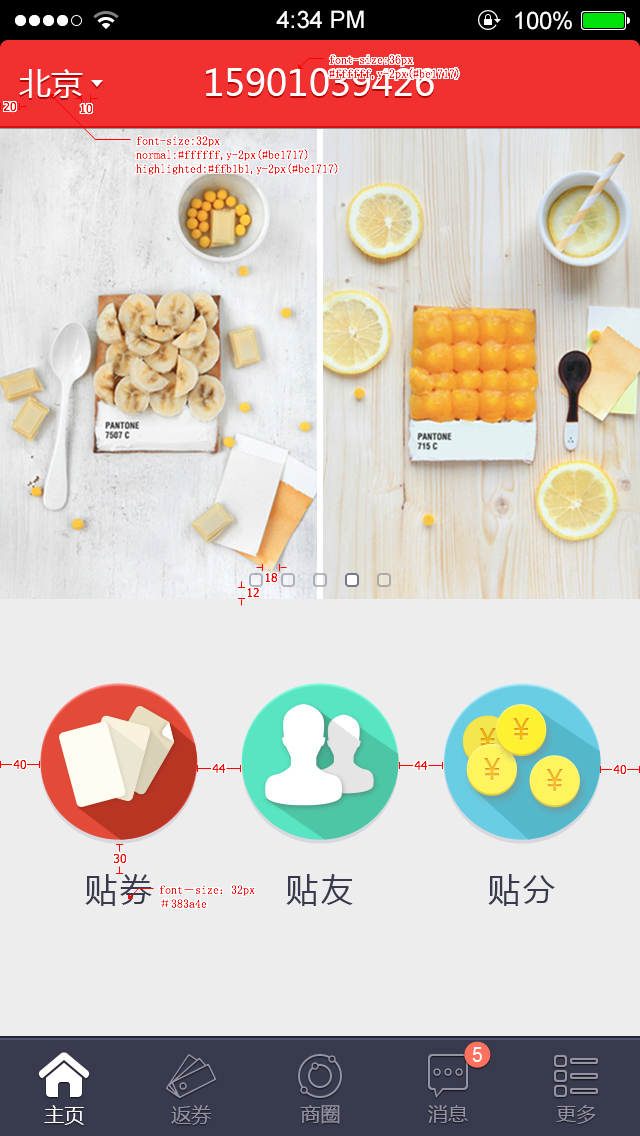 4:34 PM
100%
北京
15901039426
font-size:36px
#ffffff,y-2px(#be1717)
20
10
font-size:32px
normal:#ffffff,y-2px(#be1717)
highlighted:#ffb1b1,y-2px(#be1717)
PANTONE
7507 C
PANTONE
715 C
18
12
40
44
44
40
30
贴券
贴友
贴分
font-size: 32px
#383a4e
5
主页
返券
商圈
消息
更多